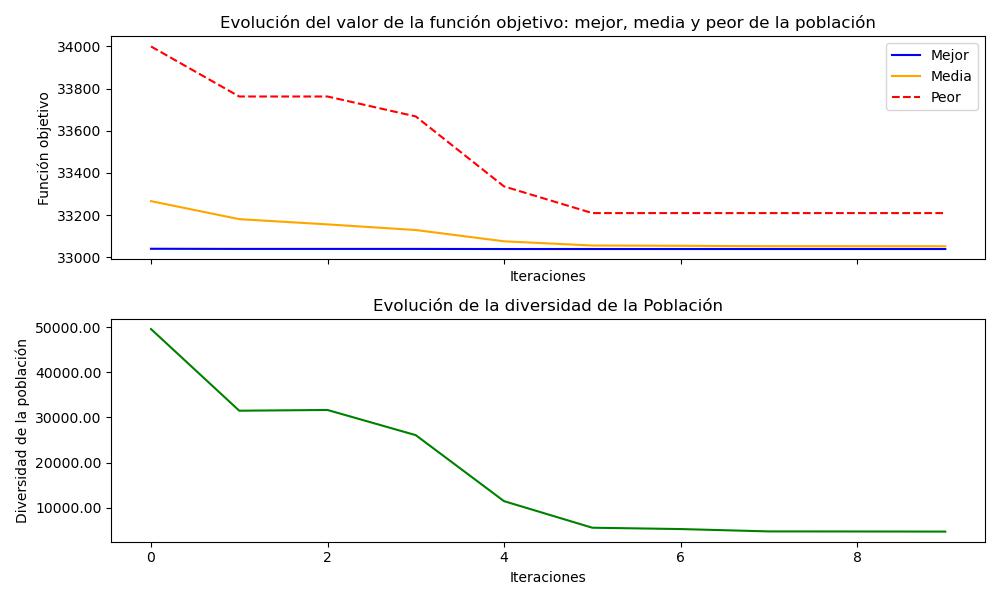 Evolución del valor de la función objetivo: mejor, media y peor de la población
Función objetivo
34000
33800
33600
33400
33200
33000
Mejor
Media
Peor
Iteraciones
Evolución de la diversidad de la Población
Diversidad de la población
50000.00
40000.00
30000.00
20000.00
10000.00
0 2 4 6 8
Iteraciones